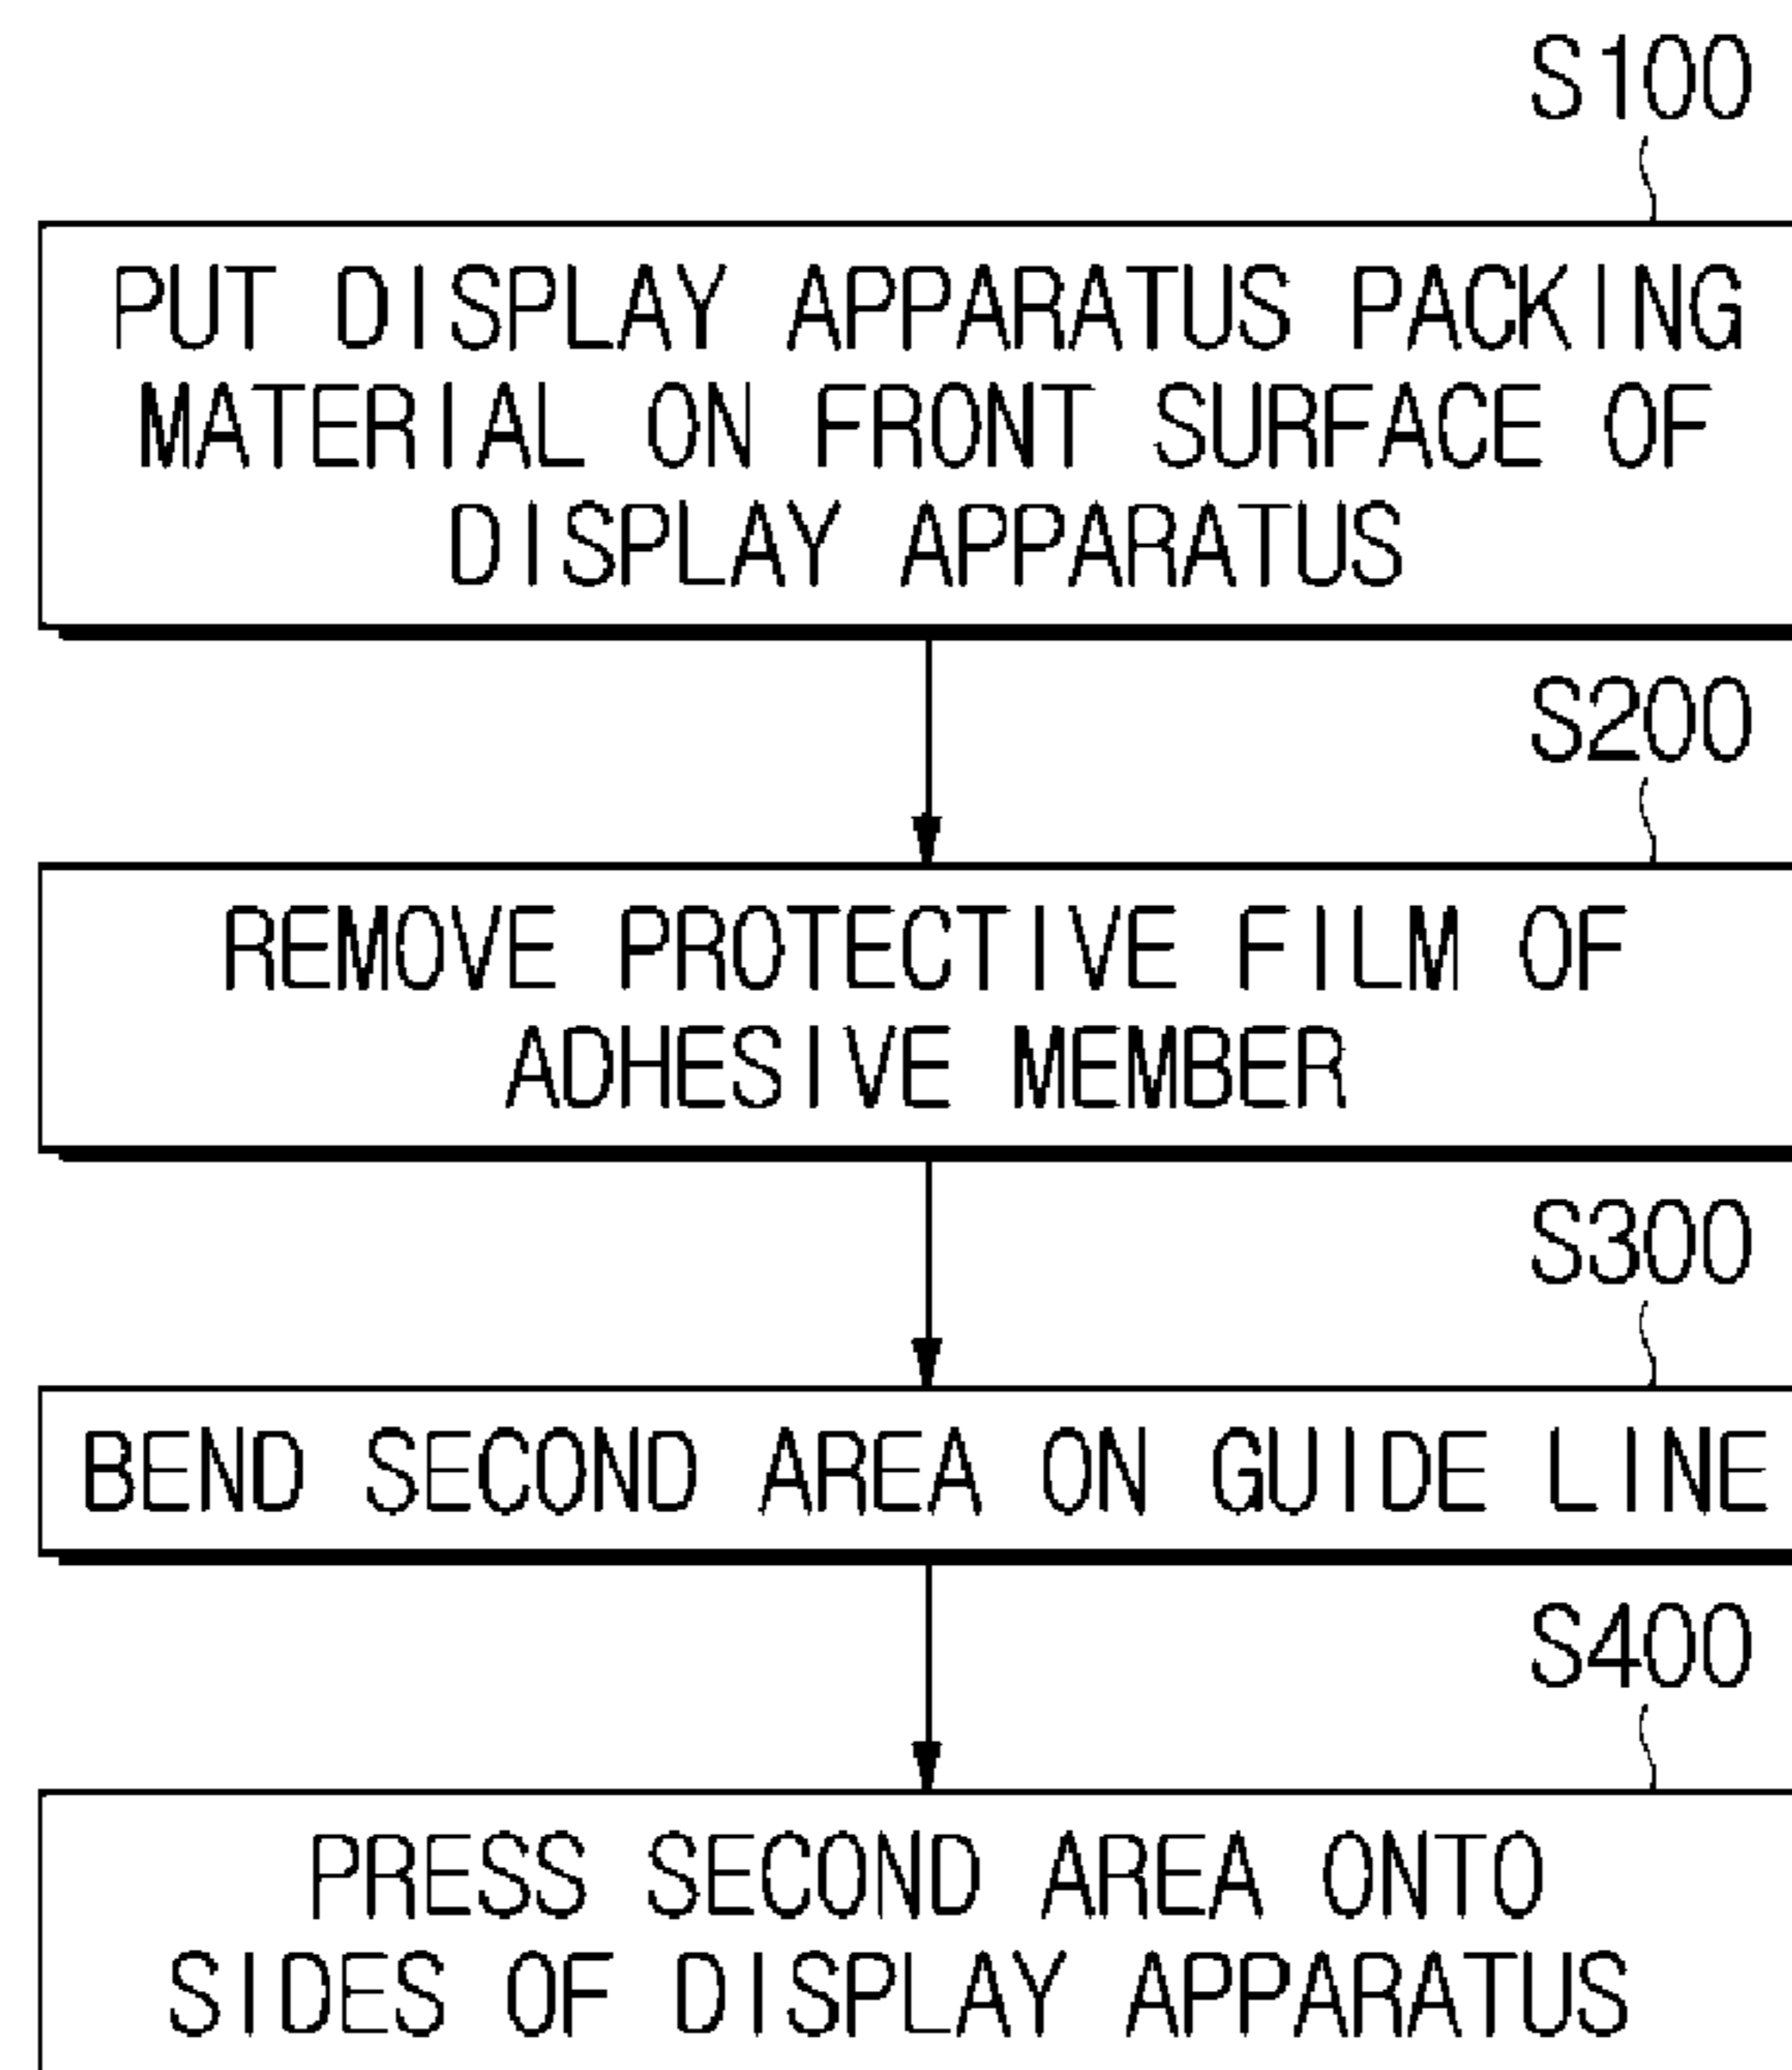 S100
PUT DISPLAY APPARATUS PACKING
MATERIAL ON FRONT SURFACE OF
DISPLAY APPARATUS
S200
REMOVE PROTECTIVE FILM OF
ADHESIVE MEMBER
S300
BEND SECOND AREA ON GUIDE LINE
S400
PRESS SECOND AREA ONTO
SIDES OF DISPLAY APPARATUS